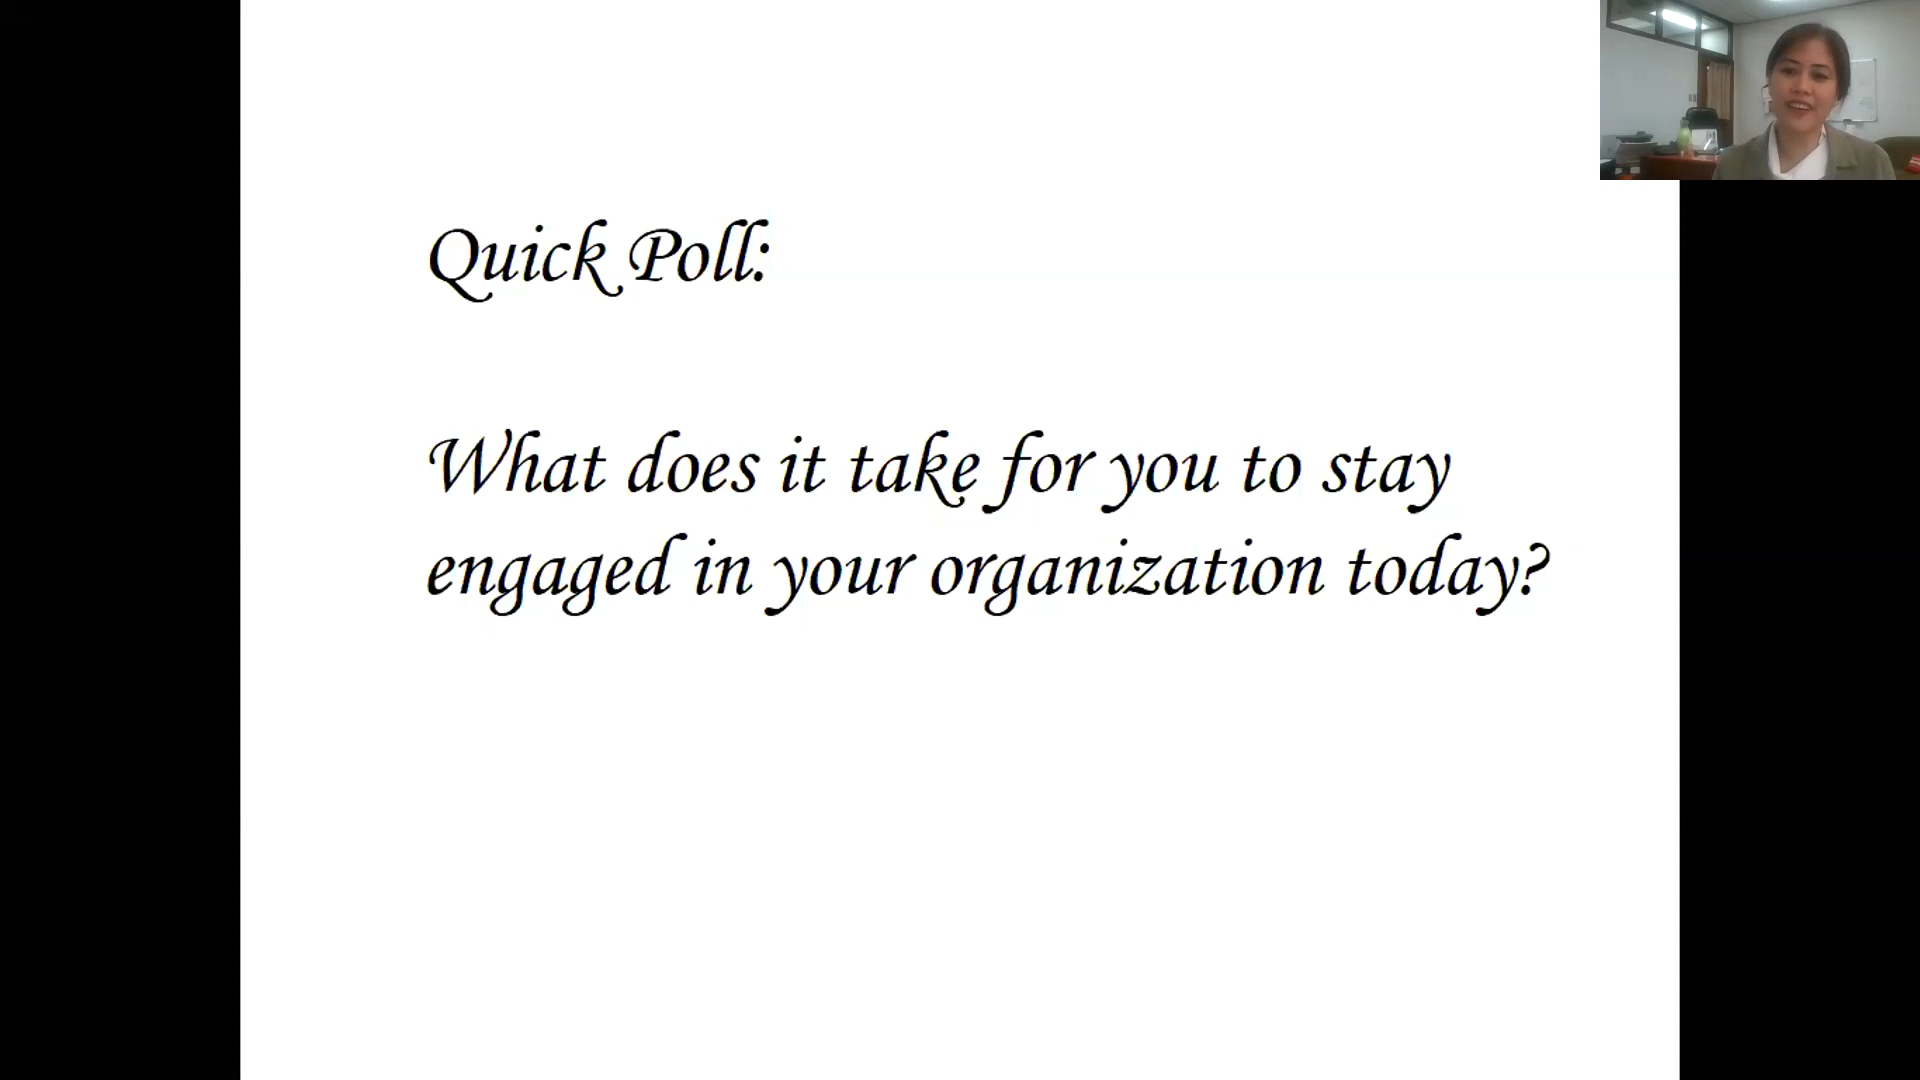 Quick Poll:
What does it take for you to stay
engaged in your organization today?